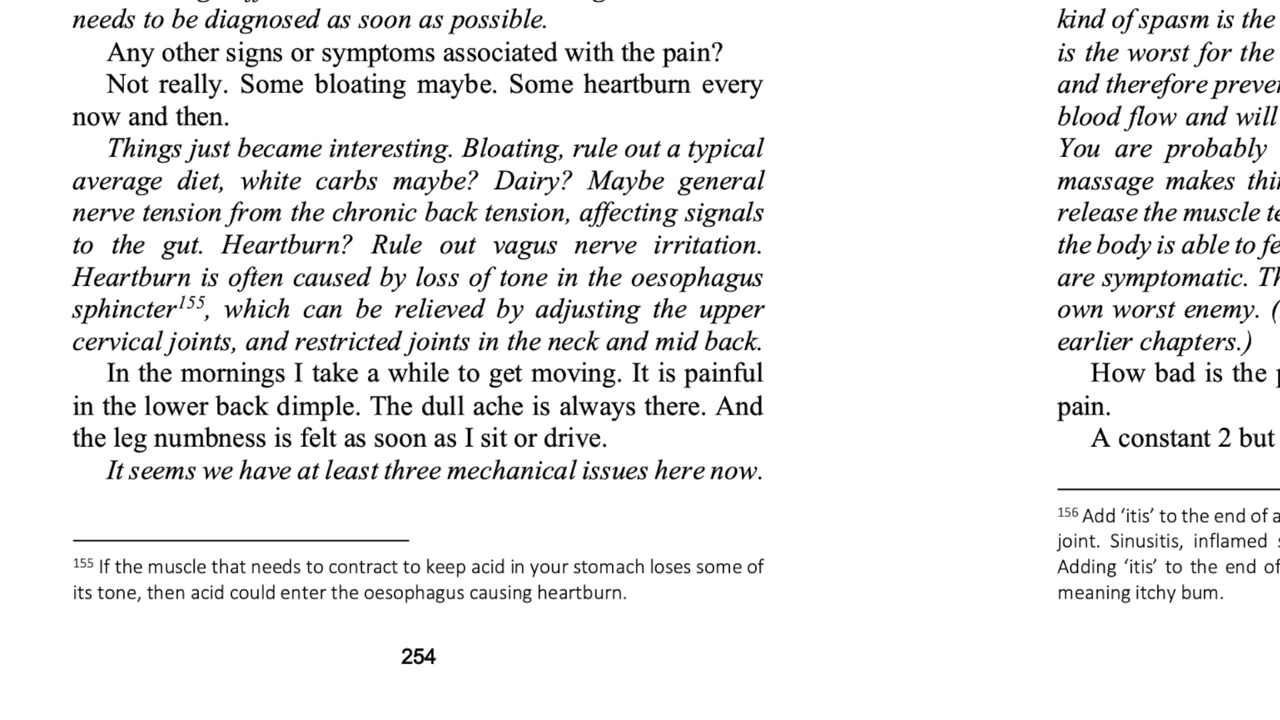 needs to be diagnosed as soon as possible.
Any other signs or symptoms associated with the pain?
Not really. Some bloating maybe. Some heartburn every
now and then.
Things just became interesting. Bloating, rule out a typical
average diet, white carbs maybe? Dairy? Maybe general
nerve tension from the chronic back tension, affecting signals
to the gut. Heartburn? Rule out vagus nerve irritation.
Heartburn is often caused by loss of tone in the oesophagus
sphincter155, which can be relieved by adjusting the upper
cervical joints, and restricted joints in the neck and mid back.
In the mornings I take a while to get moving. It is painful
in the lower back dimple. The dull ache is always there. And
the leg numbness is felt as soon as I sit or drive.
It seems we have at least three mechanical issues here now.
155 If the muscle that needs to contract to keep acid in your stomach loses some of
its tone, then acid could enter the oesophagus causing heartburn.
254
kind of spasm is the
is the worst for the
and therefore
blood flow and will
You are probably
massage makes
release the muscle
the body is able to
are symptomatic.
own worst enemy. (
earlier chapters.)
How bad is the
pain.
A constant 2 but
156 Add ‘itis’ to the end of a
joint. Sinusitis, inflamed
Adding ‘itis’ to the end of
meaning itchy bum.